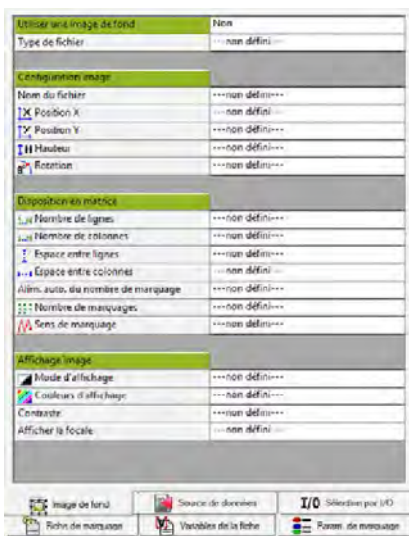 Utiliser une image de fond Non
Type de fichier ---non défini---
Configuration image
Nom du fichier ---non défini---
X Position X ---non défini---
Y Position Y ---non défini---
H Hauteur ---non défini---
Rotation ---non défini---
Disposition en matrice
Nombre de lignes ---non défini---
Nombre de colonnes ---non défini---
Espace entre lignes ---non défini---
Espace entre colonnes ---non défini---
Alim. auto. du nombre de marquage ---non défini---
Nombre de marquages ---non défini---
Sens de marquage ---non défini---
Affichage image
Mode d'affichage ---non défini---
Couleurs d'affichage ---non défini---
Contraste ---non défini---
Afficher la focale ---non défini---
Image de fond Source de données I/O Sélection par I/O
Fiche de marquage Variables de la fiche Param. de marquage